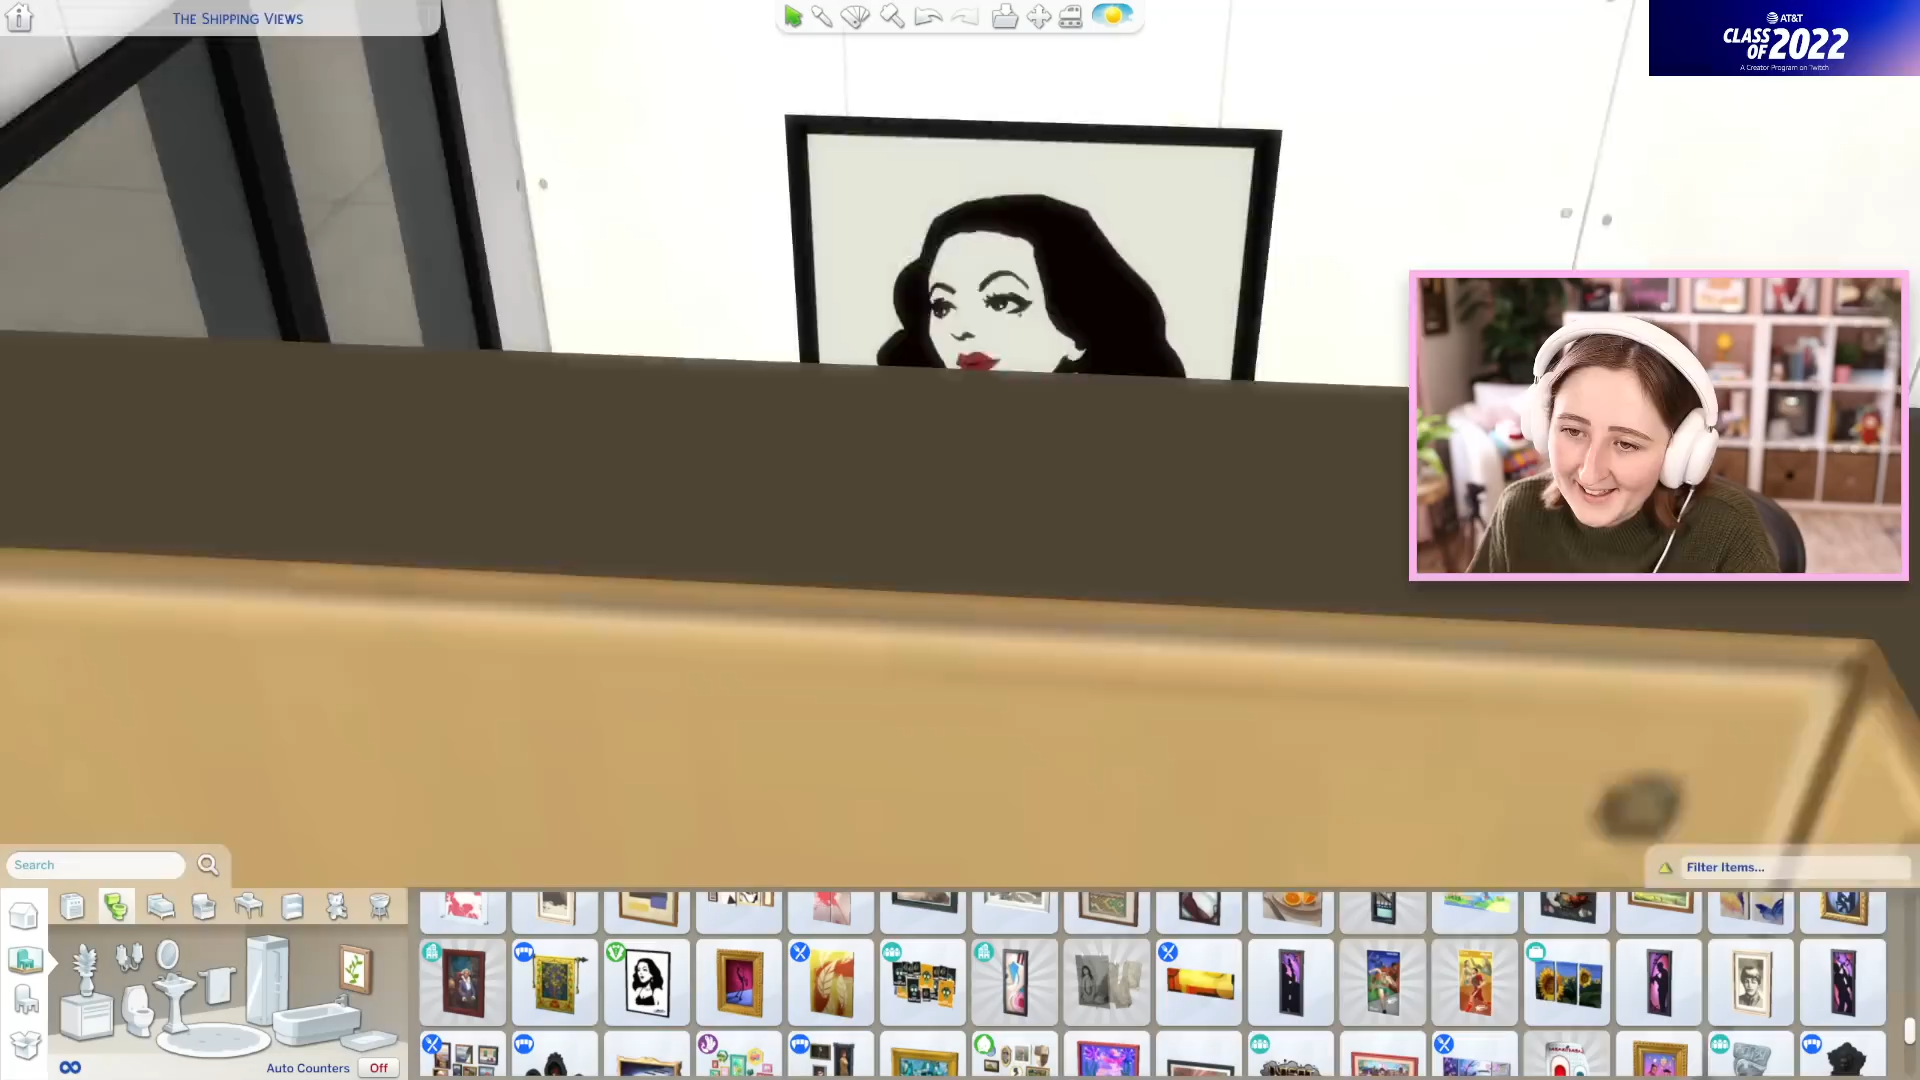 THE SHIPPING VIEWS
AT&T
CLASS
OF 2022
A Creator Program on Twitch
Search
Filter Items...
Auto Counters
Off